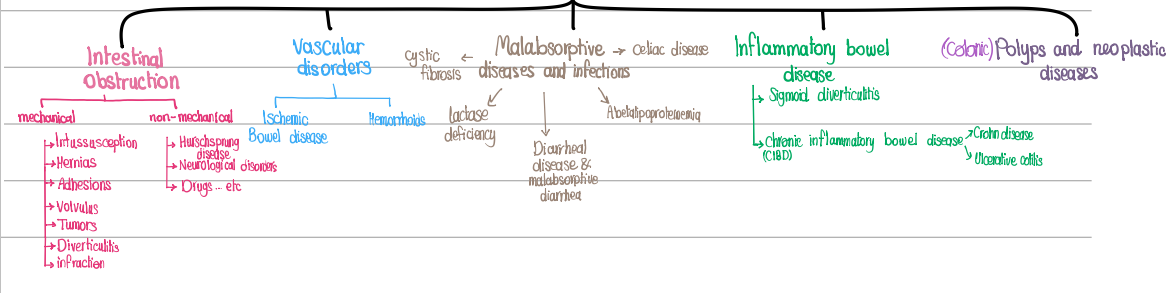 Intestinal
Obstruction
mechanical
Intussusception
Hernias
Adhesions
Volvulus
Tumors
Diverticulitis
infraction
non-mechanical
Hurschsprung
disease
Neurological disorders
Drugs ... etc
Vascular
disorders
Ischemic
Bowel disease
Hemorrhoids
Malabsorptive
diseases and infections
cystic
fibrosis
Celiac disease
lactase
deficiency
Diarrheal
disease &
malabsorptive
diarrhea
Abetalipoproteinemia
Inflammatory bowel
disease
Sigmoid diverticulitis
Chronic inflammatory bowel disease
(CIBD)
Crohn disease
Ulcerative colitis
(Colonic) Polyps and neoplastic
diseases